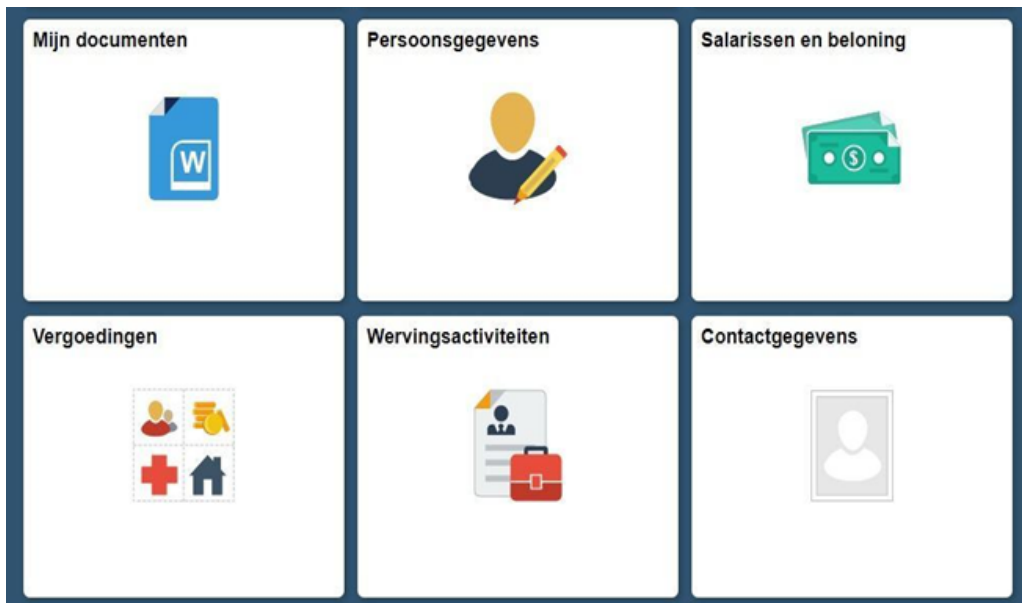 Mijn documenten
Persoonsgegevens
Salarissen en beloning
W
$
Vergoedingen
Wervingsactiviteiten
Contactgegevens